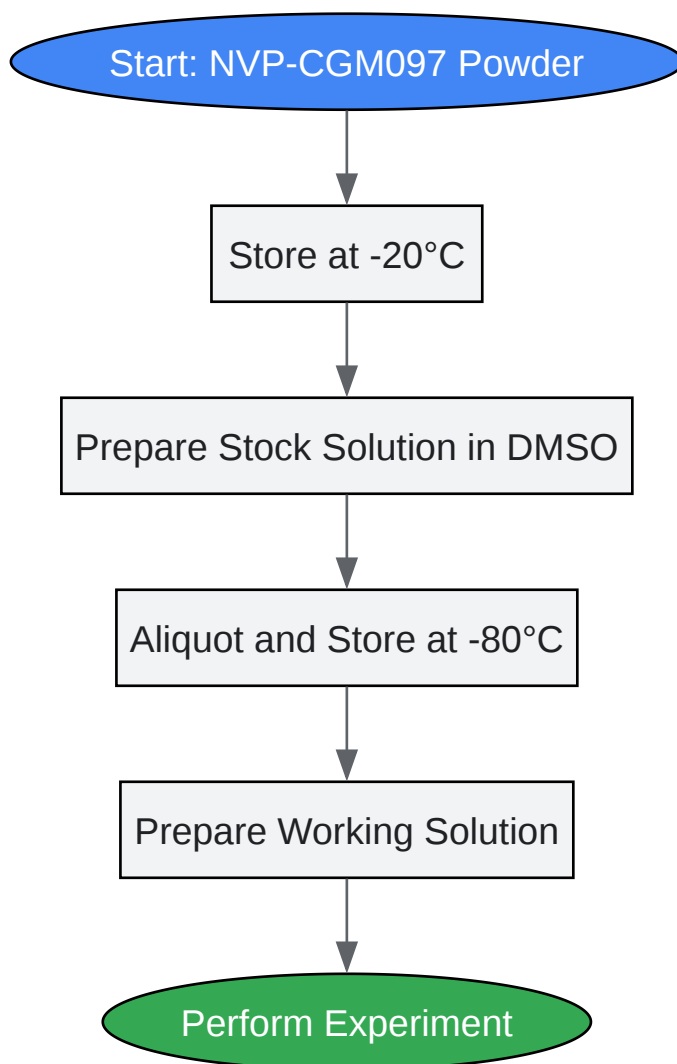 Start: NVP-CGM097 Powder
Store at -20°C
Prepare Stock Solution in DMSO
Aliquot and Store at -80°C
Prepare Working Solution
Perform Experiment